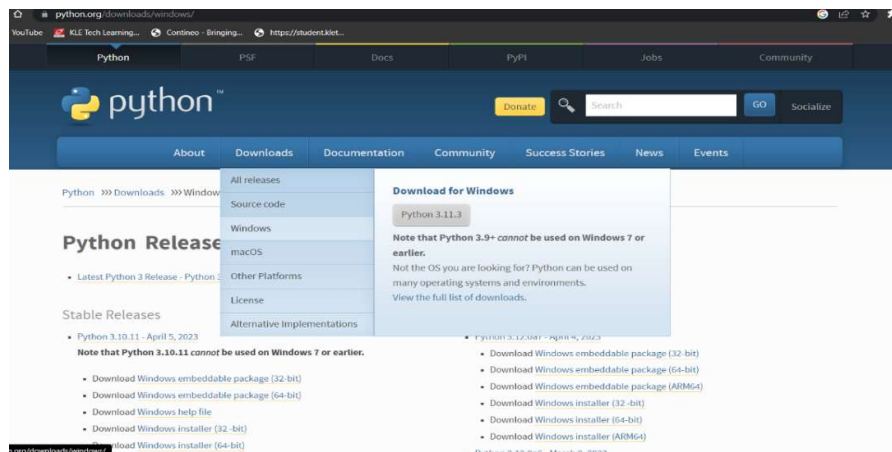 python.org/downloads/windows/
YouTube KLE Tech Learning... Contineo - Bringing... https://student.klet...
Python PSF Docs PyPI Jobs Community
python™
Donate Search GO Socialize
About Downloads Documentation Community Success Stories News Events
Python >>> Downloads >>> Window
All releases
Source code
Windows
macOS
Other Platforms
License
Alternative Implementations
Download for Windows
Python 3.11.3
Note that Python 3.9+ cannot be used on Windows 7 or
earlier.
Not the OS you are looking for? Python can be used on
many operating systems and environments.
View the full list of downloads.
Python Release
Latest Python 3 Release - Python
Stable Releases
Python 3.10.11 - April 5, 2023
Note that Python 3.10.11 cannot be used on Windows 7 or earlier.
Download Windows embeddable package (32-bit)
Download Windows embeddable package (64-bit)
Download Windows help file
Download Windows installer (32 -bit)
Download Windows installer (64-bit)
Download Windows embeddable package (32-bit)
Download Windows embeddable package (64-bit)
Download Windows embeddable package (ARM64)
Download Windows installer (32 -bit)
Download Windows installer (64-bit)
Download Windows installer (ARM64)